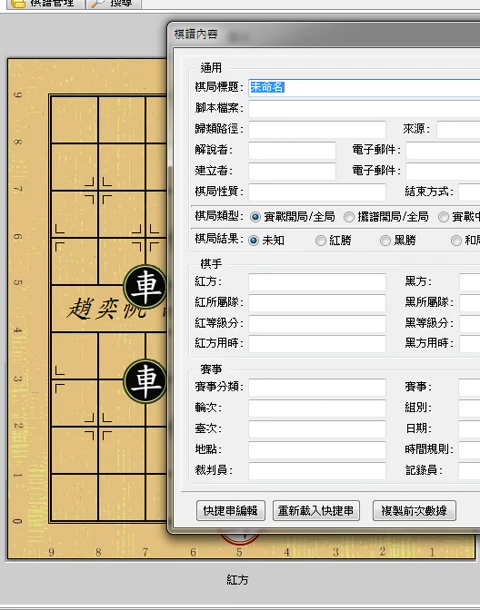 棋譜管理 搜尋
棋譜內容
通用
棋局標題: 未命名
腳本檔案:
歸類路徑: 來源:
解說者: 電子郵件:
建立者: 電子郵件:
棋局性質: 結束方式:
棋局類型: 實戰開局/全局 擺譜開局/全局 實戰中
棋局結果: 未知 紅勝 黑勝 和局
棋手
紅方: 黑方:
紅所屬隊: 黑所屬隊:
紅等級分: 黑等級分:
紅方用時: 黑方用時:
賽事
賽事分類: 賽事:
輪次: 組別:
臺次: 日期:
地點: 時間規則:
裁判員: 記錄員:
快捷串編輯 重新載入快捷串 複製前次數據
9
8
7
6
5
4
3
2
1
0
車
趙奕帆
車
9 8 7 6 5 4 3 2 1
紅方